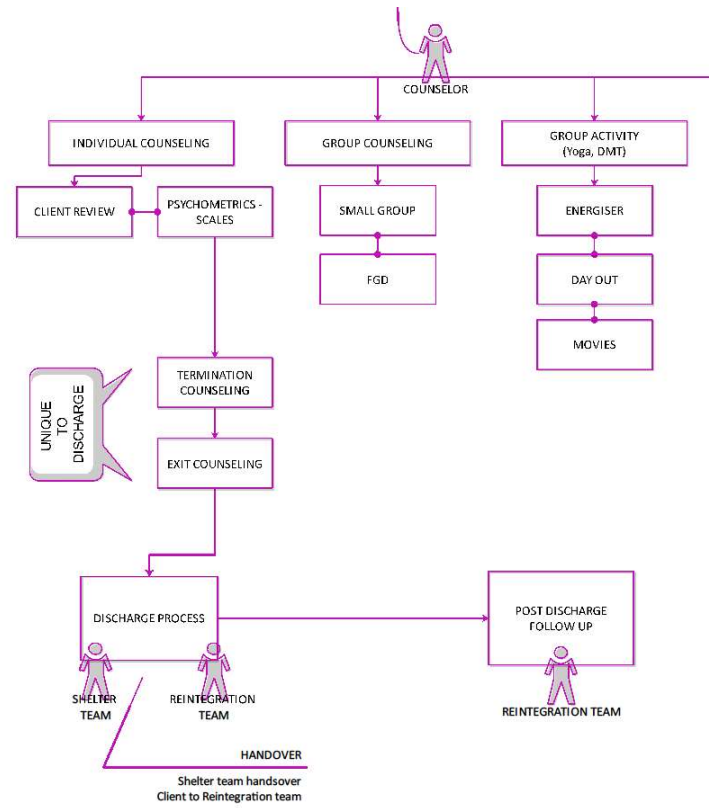 COUNSELOR
INDIVIDUAL COUNSELING
GROUP COUNSELING
GROUP ACTIVITY
(Yoga, DMT)
CLIENT REVIEW
PSYCHOMETRICS -
SCALES
SMALL GROUP
ENERGISER
FGD
DAY OUT
MOVIES
TERMINATION
COUNSELING
UNIQUE
TO
DISCHARGE
EXIT COUNSELING
DISCHARGE PROCESS
POST DISCHARGE
FOLLOW UP
SHELTER
TEAM
REINTEGRATION
TEAM
REINTEGRATION TEAM
HANDOVER
Shelter team handsover
Client to Reintegration team